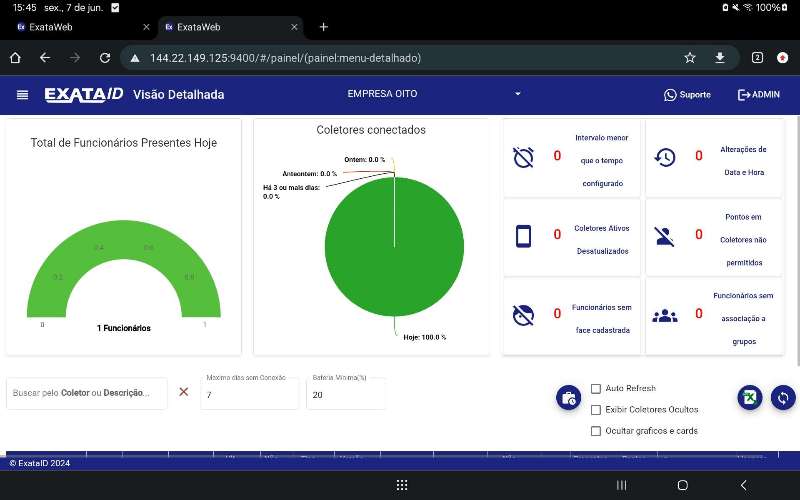 15:45 sex., 7 de jun.
100%
ExataWeb
ExataWeb
144.22.149.125:9400/#/painel/(painel:menu-detalhado)
2
EXATAID Visão Detalhada
EMPRESA OITO
Suporte
ADMIN
Total de Funcionários Presentes Hoje
0.2
0.4
0.6
0.8
0
1 Funcionários
1
Coletores conectados
Ontem: 0.0 %
Anteontem: 0.0 %
Há 3 ou mais dias:
0.0 %
Hoje: 100.0 %
0
Intervalo menor
que o tempo
configurado
0
Alterações de
Data e Hora
0
Coletores Ativos
Desatualizados
0
Pontos em
Coletores não
permitidos
0
Funcionários sem
face cadastrada
0
Funcionários sem
associação a
grupos
Buscar pelo Coletor ou Descrição...
Máximo dias sem Conexão
7
Bateria Mínima(%)
20
Auto Refresh
Exibir Coletores Ocultos
Ocultar graficos e cards
© ExataID 2024